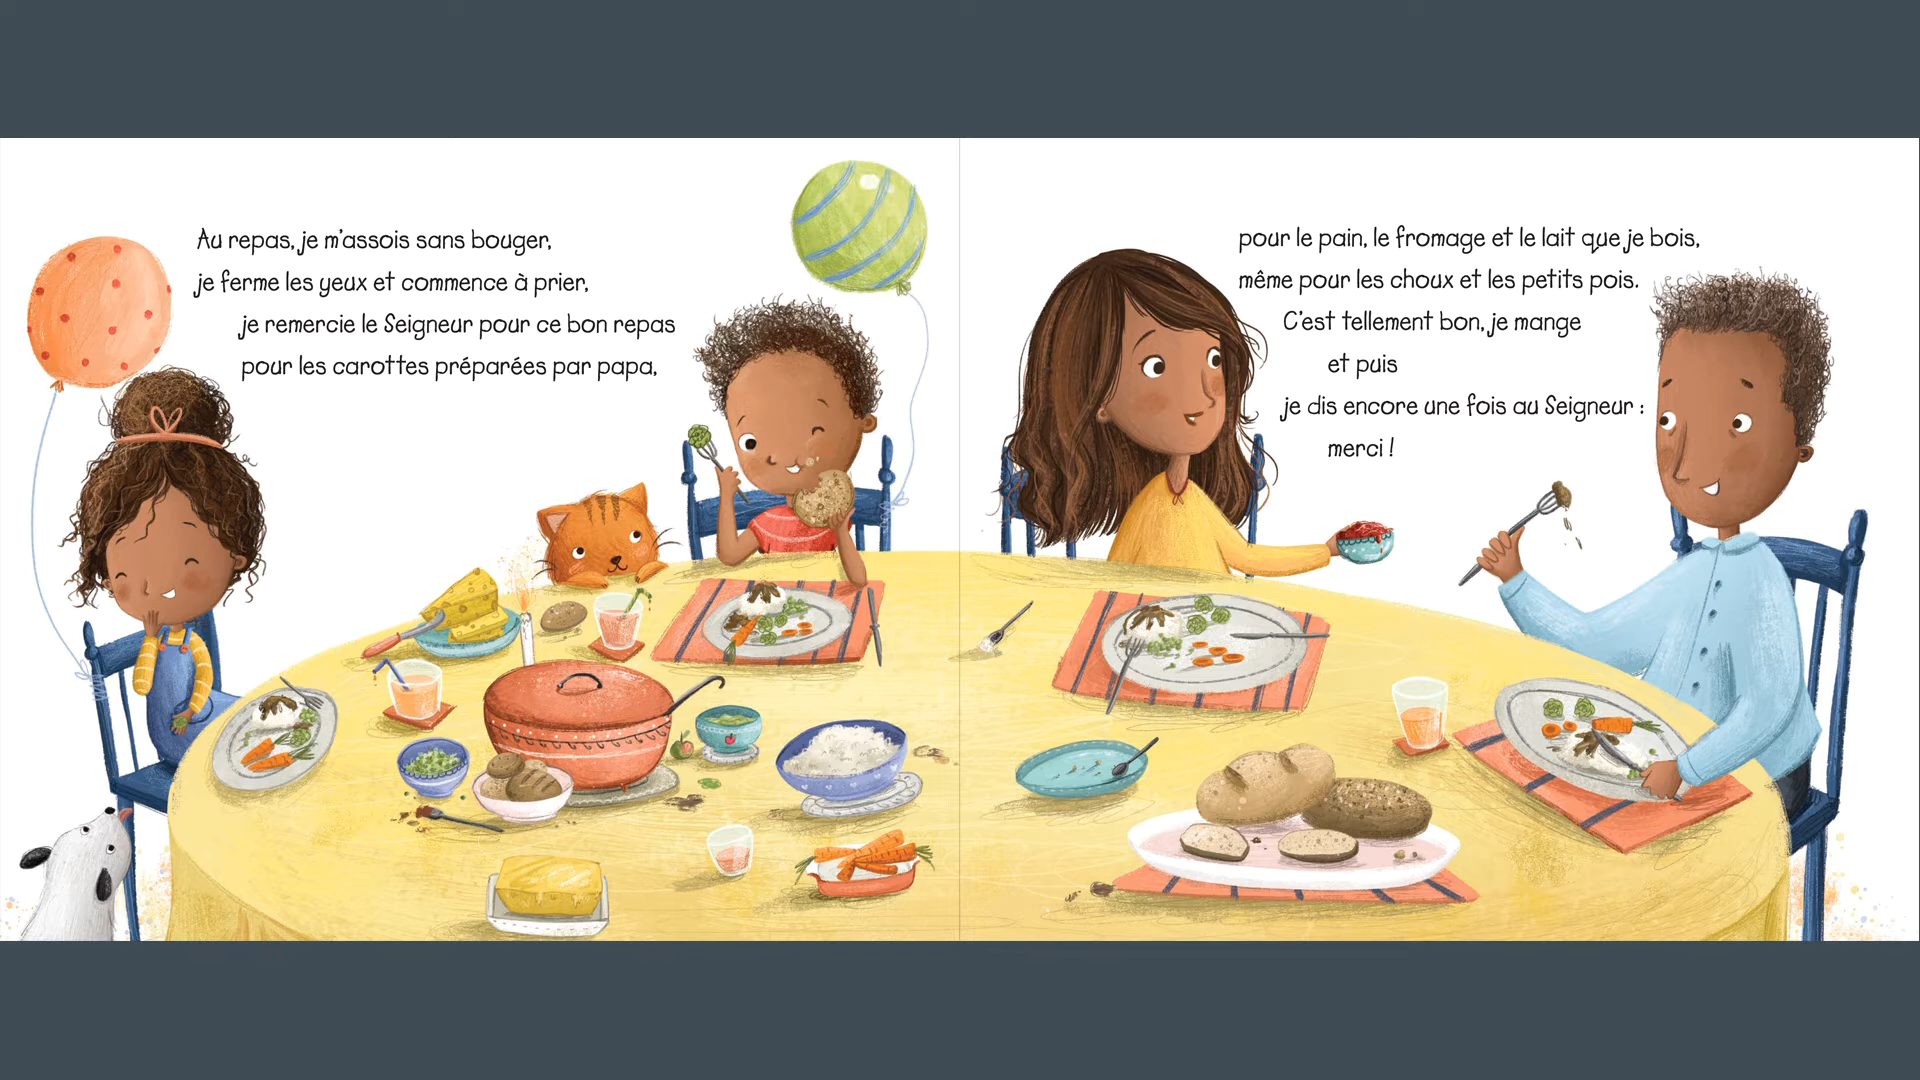 Au repas, je m'assois sans bouger,
je ferme les yeux et commence à prier,
je remercie le Seigneur pour ce bon repas
pour les carottes préparées par papa,
pour le pain, le fromage et le lait que je bois,
même pour les choux et les petits pois.
C'est tellement bon, je mange
et puis
je dis encore une fois au Seigneur :
merci !